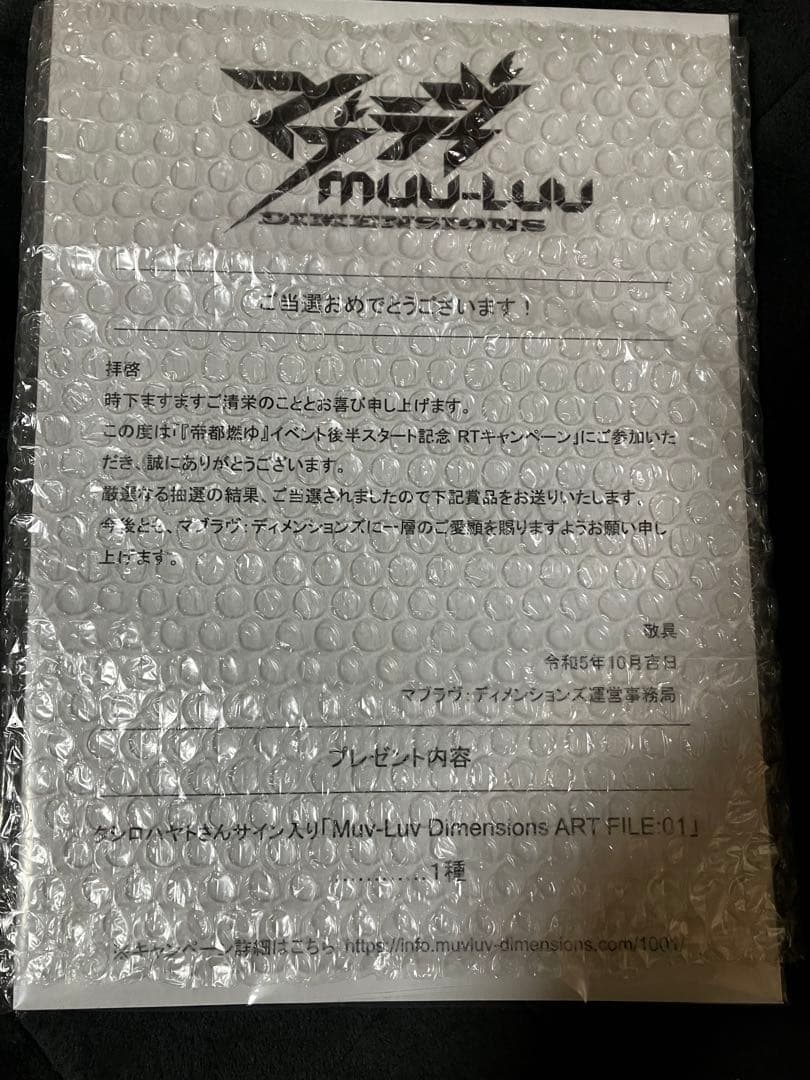 マブラヴ
MUV-LUV
DIMENSIONS
ご当選おめでとうございます!
拝啓
時下ますますご清栄のこととお喜び申し上げます。
この度は「『帝都燃ゆ』イベント後半スタート記念 RTキャンペーン」にご参加いた
だき、誠にありがとうございます。
厳選なる抽選の結果、ご当選されましたので下記賞品をお送りいたします。
今後とも、マブラヴ:ディメンションズに一層のご愛顧を賜りますようお願い申し
上げます。
敬具
令和5年10月吉日
マブラヴ:ディメンションズ運営事務局
プレゼント内容
タシロハヤトさんサイン入り「Muv-Luv Dimensions ART FILE:01」
…………1種
※キャンペーン詳細はこちら https://info.muvluv-dimensions.com/1001/